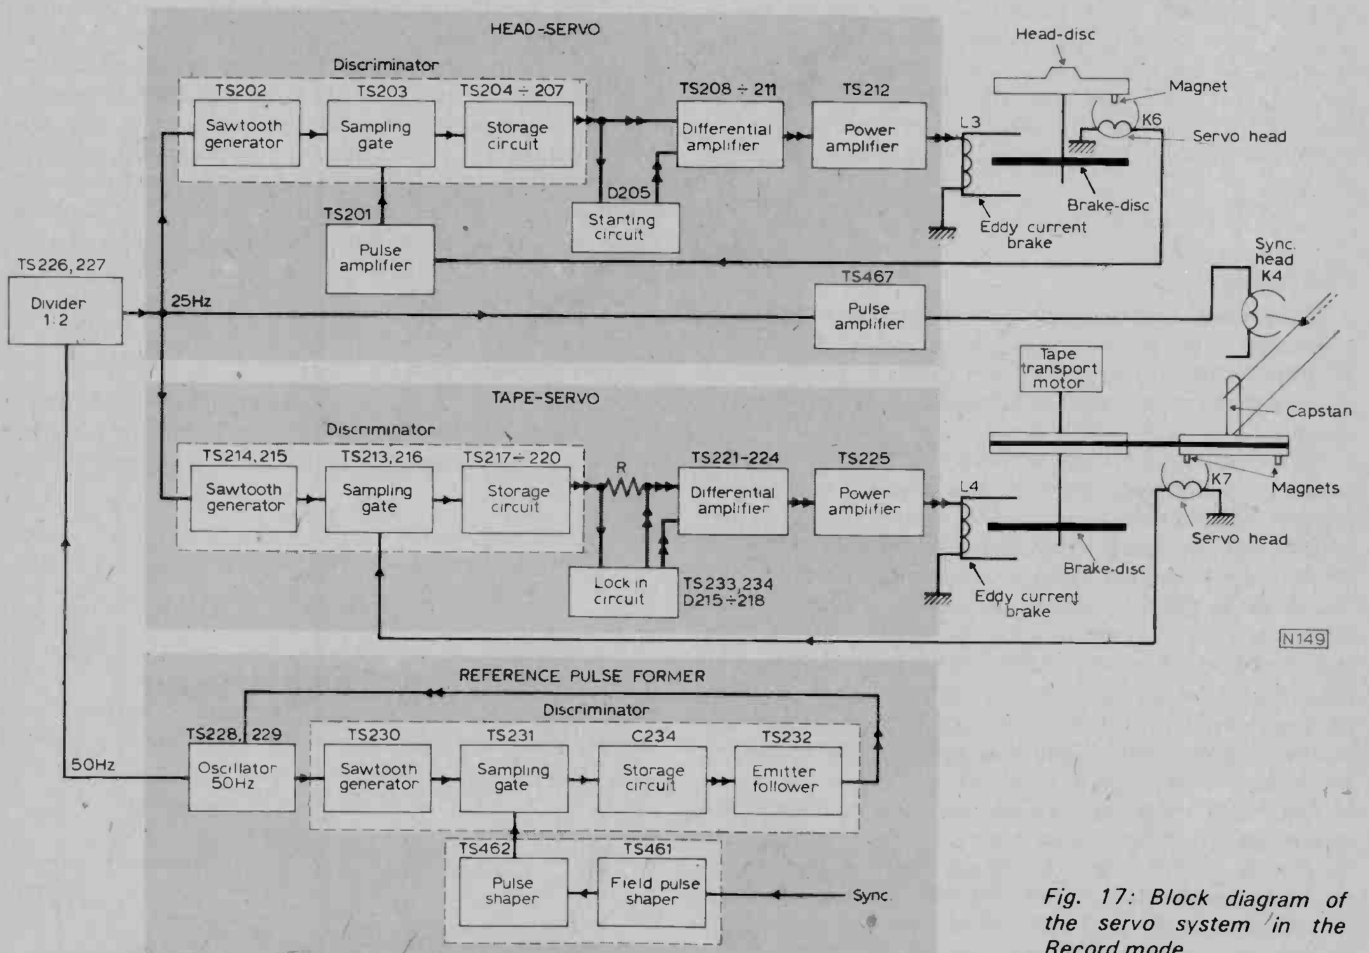 HEAD-SERVO
Discriminator
TS202
TS203
TS204 ÷ 207
Sawtooth
generator
Sampling
gate
Storage
circuit
TS208 ÷ 211
Differential
amplifier
TS212
Power
amplifier
L3
Head-disc
Magnet
K6
Servo head
Brake-disc
Eddy current
brake
D205
Starting
circuit
TS201
Pulse
amplifier
TS226, 227
Divider
1:2
25Hz
TS467
Pulse
amplifier
Sync.
head
K4
TAPE-SERVO
Discriminator
TS214, 215
TS213, 216
TS217÷220
Sawtooth
generator
Sampling
gate
Storage
circuit
R
TS221-224
Differential
amplifier
TS225
Power
amplifier
L4
Tape
transport
motor
Capstan
K7
Magnets
Servo head
Brake-disc
Eddy current
brake
Lock in
circuit
TS233, 234
D215÷218
N149
REFERENCE PULSE FORMER
Discriminator
50Hz
TS228, 229
Oscillator
50Hz
TS230
Sawtooth
generator
TS231
Sampling
gate
C234
Storage
circuit
TS232
Emitter
follower
TS462
Pulse
shaper
TS461
Field pulse
shaper
Sync.
Fig. 17: Block diagram of
the servo system in the
Record mode